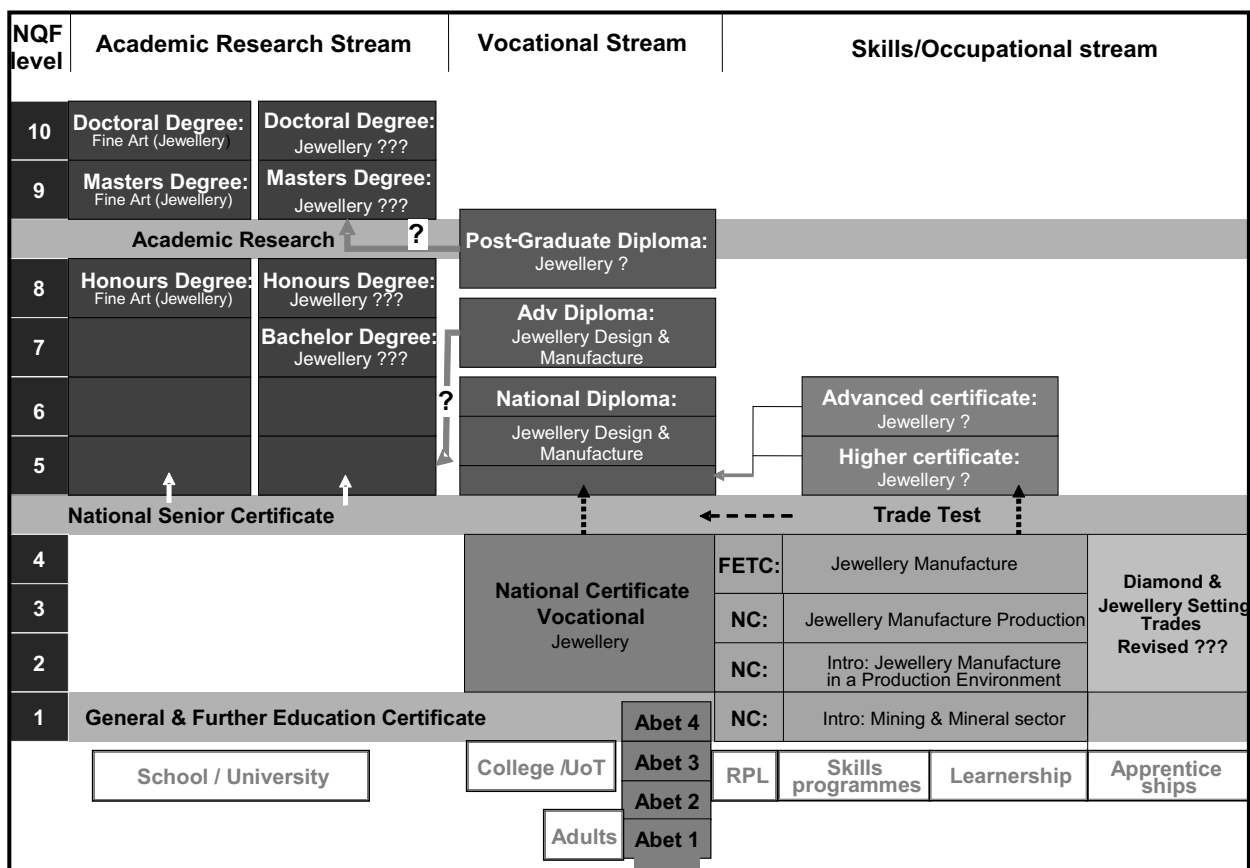 NQF
level
Academic Research Stream
Vocational Stream
Skills/Occupational stream
10
Doctoral Degree:
Fine Art (Jewellery)
Doctoral Degree:
Jewellery ???
9
Masters Degree:
Fine Art (Jewellery)
Masters Degree:
Jewellery ???
Academic Research
?
Post-Graduate Diploma:
Jewellery ?
8
Honours Degree:
Fine Art (Jewellery)
Honours Degree:
Jewellery ???
7
Bachelor Degree:
Jewellery ???
Adv Diploma:
Jewellery Design &
Manufacture
?
6
National Diploma:
Jewellery Design &
Manufacture
Advanced certificate:
Jewellery ?
5
Higher certificate:
Jewellery ?
National Senior Certificate
Trade Test
4
National Certificate
Vocational
Jewellery
FETC:
Jewellery Manufacture
Diamond &
Jewellery Setting
Trades
Revised ???
3
NC:
Jewellery Manufacture Production
2
NC:
Intro: Jewellery Manufacture
in a Production Environment
1
General & Further Education Certificate
Abet 4
NC:
Intro: Mining & Mineral sector
School / University
College /UoT
Abet 3
RPL
Skills
programmes
Learnership
Apprentice
ships
Abet 2
Adults
Abet 1